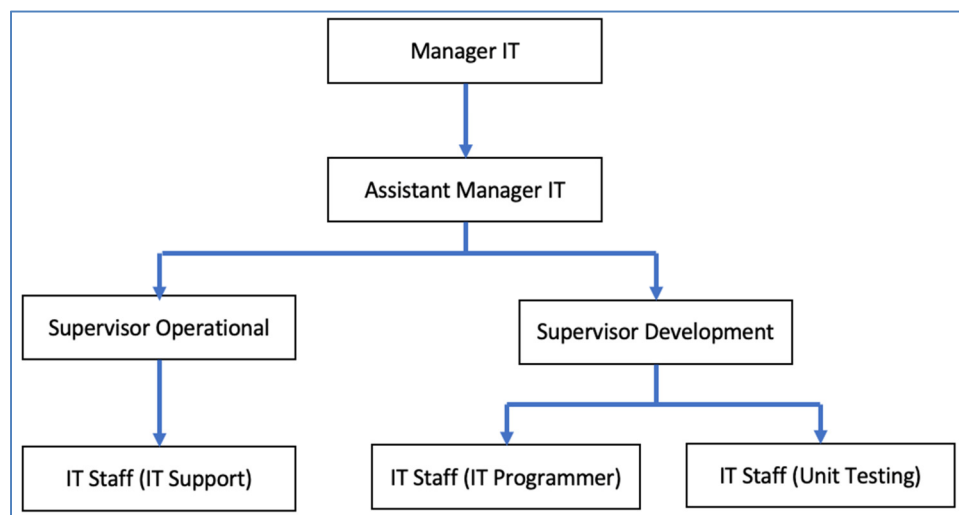 Manager IT
Assistant Manager IT
Supervisor Operational
Supervisor Development
IT Staff (IT Support)
IT Staff (IT Programmer)
IT Staff (Unit Testing)